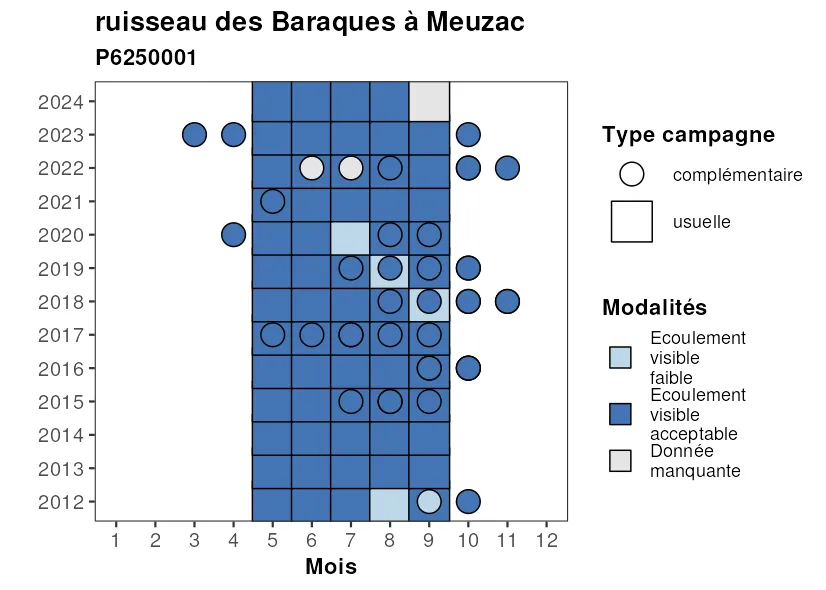 ruisseau des Baraques à Meuzac
P6250001
2024
2023
2022
2021
2020
2019
2018
2017
2016
2015
2014
2013
2012
1 2 3 4 5 6 7 8 9 10 11 12
Mois
Type campagne
complémentaire
usuelle
Modalités
Ecoulement
visible
faible
Ecoulement
visible
acceptable
Donnée
manquante